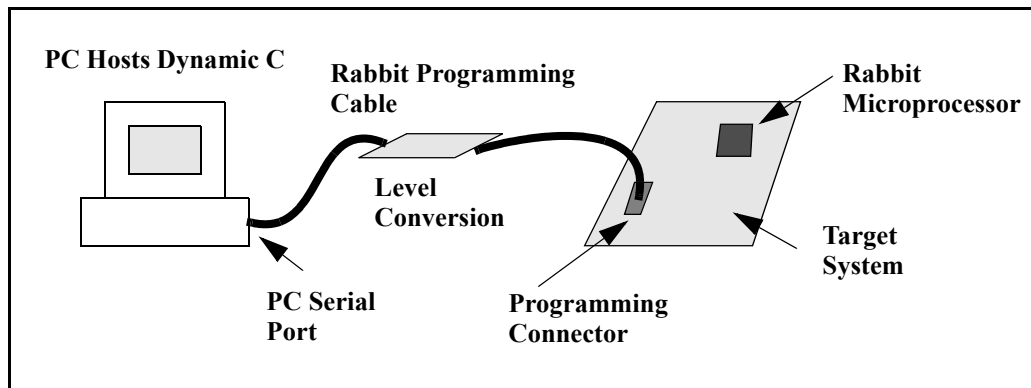 PC Hosts Dynamic C
Rabbit Programming
Cable
Rabbit
Microprocessor
Level
Conversion
Target
System
PC Serial
Port
Programming
Connector